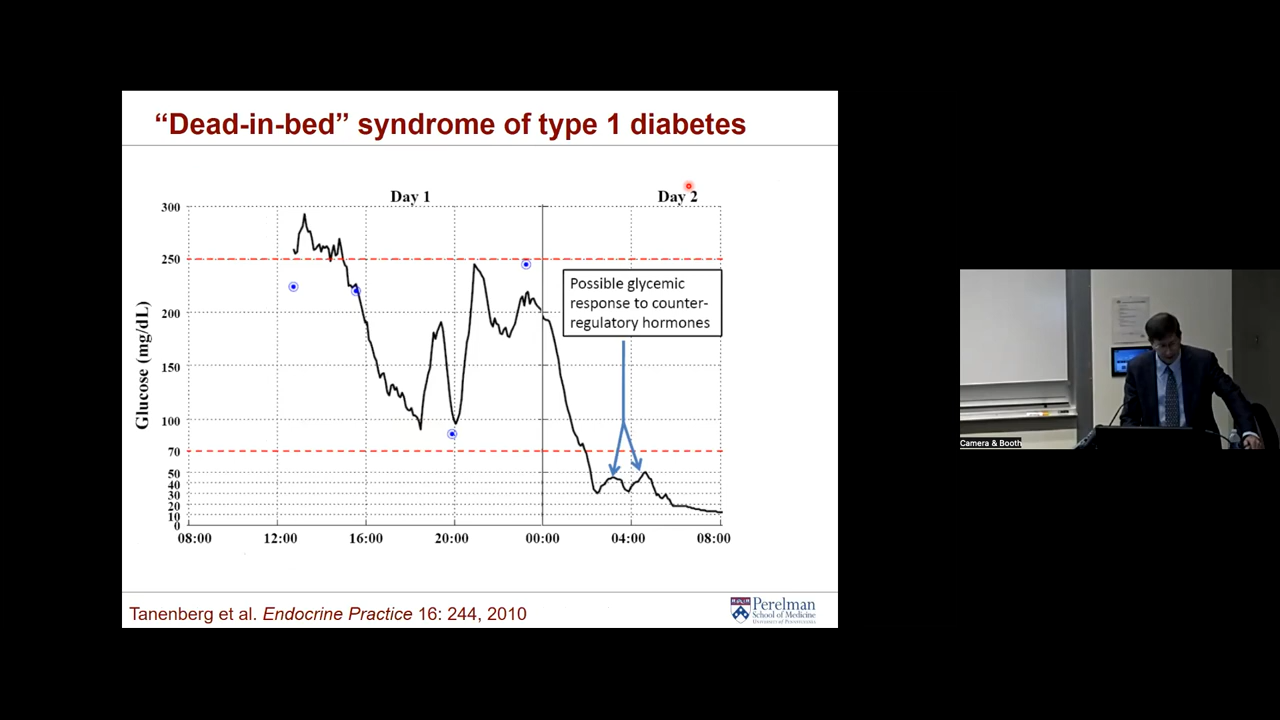 “Dead-in-bed” syndrome of type 1 diabetes
Day 1
Day 2
300
250
200
150
100
70
50
40
30
20
10
0
Glucose (mg/dL)
Possible glycemic
response to counter-
regulatory hormones
08:00
12:00
16:00
20:00
00:00
04:00
08:00
Tanenberg et al. Endocrine Practice 16: 244, 2010
Perelman
School of Medicine
University of Pennsylvania
Camera & Booth